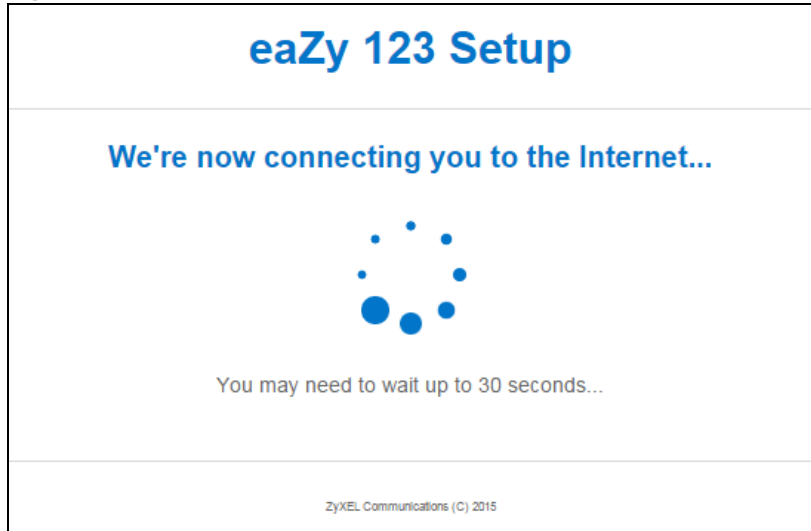 eaZy 123 Setup
We're now connecting you to the Internet...
You may need to wait up to 30 seconds...
ZyXEL Communications (C) 2015